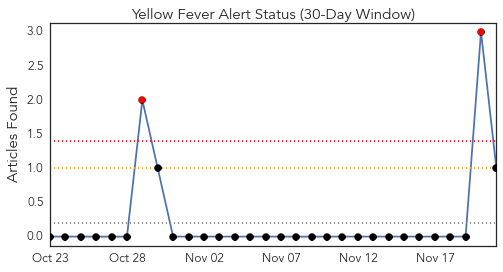 Yellow Fever Alert Status (30-Day Window)
Articles Found
3.0
2.5
2.0
1.5
1.0
0.5
0.0
Oct 23 Oct 28 Nov 02 Nov 07 Nov 12 Nov 17